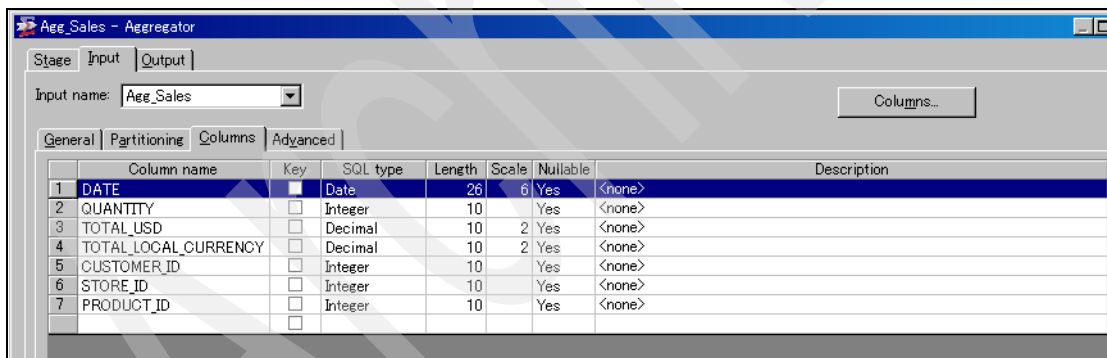 Agg_Sales - Aggregator
Stage Input Output
Input name: Agg_Sales Columns...
General Partitioning Columns Advanced
Column name Key SQL type Length Scale Nullable Description
1 DATE Date 26 6 Yes <none>
2 QUANTITY Integer 10 Yes <none>
3 TOTAL_USD Decimal 10 2 Yes <none>
4 TOTAL_LOCAL_CURRENCY Decimal 10 2 Yes <none>
5 CUSTOMER_ID Integer 10 Yes <none>
6 STORE_ID Integer 10 Yes <none>
7 PRODUCT_ID Integer 10 Yes <none>